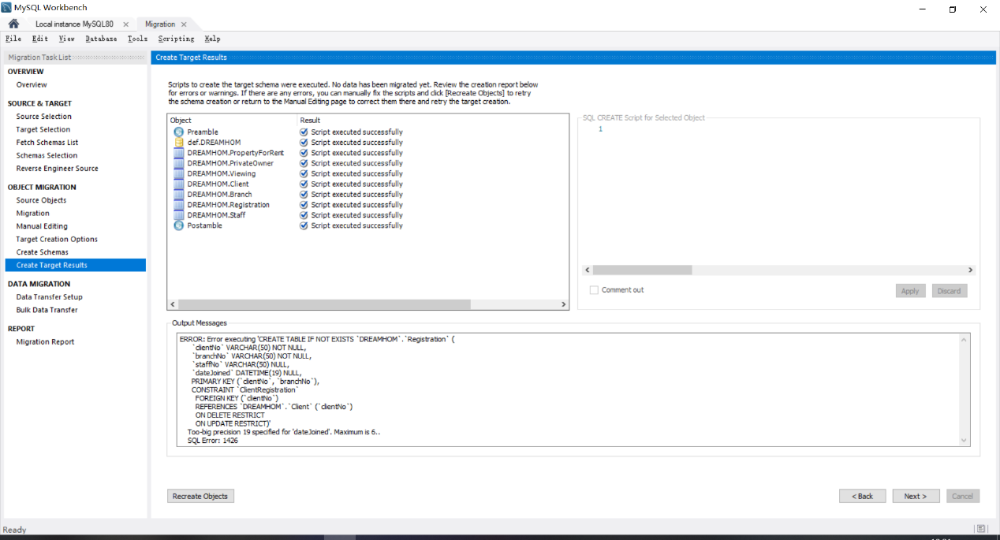 MySQL Workbench
Local instance MySQL80
Migration
File Edit View Database Tools Scripting Help
Migration Task List
OVERVIEW
Overview
SOURCE & TARGET
Source Selection
Target Selection
Fetch Schemas List
Schemas Selection
Reverse Engineer Source
OBJECT MIGRATION
Source Objects
Migration
Manual Editing
Target Creation Options
Create Schemas
Create Target Results
DATA MIGRATION
Data Transfer Setup
Bulk Data Transfer
REPORT
Migration Report
Create Target Results
Scripts to create the target schema were executed. No data has been migrated yet. Review the creation report below
for errors or warnings. If there are any errors, you can manually fix the scripts and click [Recreate Objects] to retry
the schema creation or return to the Manual Editing page to correct them there and retry the target creation.
Object Result
Preamble Script executed successfully
def.DREAMHOM Script executed successfully
DREAMHOM.PropertyForRent Script executed successfully
DREAMHOM.PrivateOwner Script executed successfully
DREAMHOM.Viewing Script executed successfully
DREAMHOM.Client Script executed successfully
DREAMHOM.Branch Script executed successfully
DREAMHOM.Registration Script executed successfully
DREAMHOM.Staff Script executed successfully
Postamble Script executed successfully
SQL CREATE Script for Selected Object
1
Comment out
Apply Discard
Output Messages
ERROR: Error executing 'CREATE TABLE IF NOT EXISTS `DREAMHOM`.`Registration` (
`clientNo` VARCHAR(50) NOT NULL,
`branchNo` VARCHAR(50) NOT NULL,
`staffNo` VARCHAR(50) NULL,
`dateJoined` DATETIME(19) NULL,
PRIMARY KEY (`clientNo`, `branchNo`),
CONSTRAINT `ClientRegistration`
FOREIGN KEY (`clientNo`)
REFERENCES `DREAMHOM`.`Client` (`clientNo`)
ON DELETE RESTRICT
ON UPDATE RESTRICT)'
Too-big precision 19 specified for 'dateJoined'. Maximum is 6..
SQL Error: 1426
Recreate Objects
< Back Next > Cancel
Ready